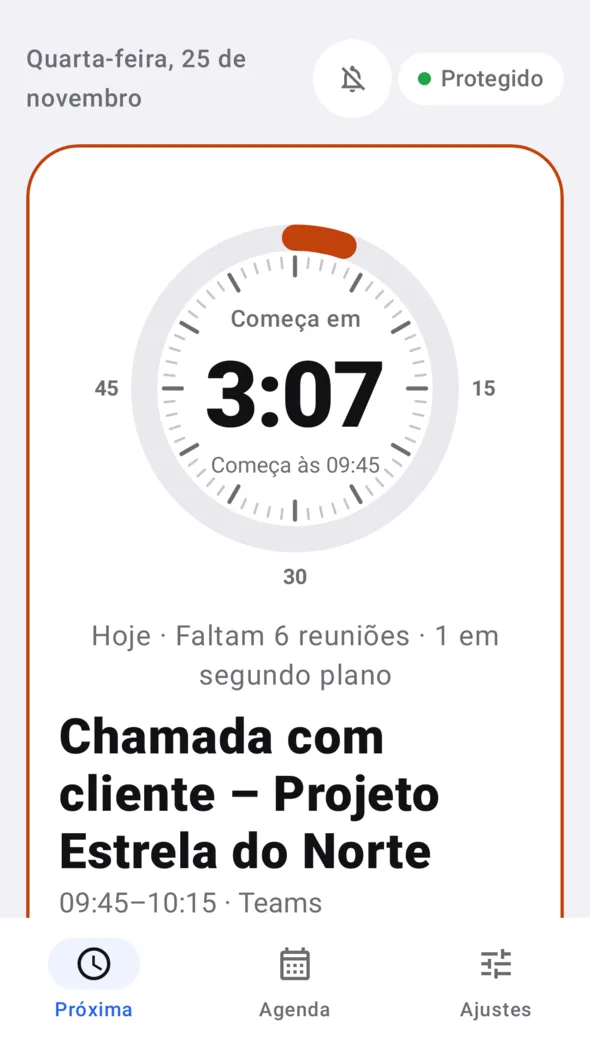 Quarta-feira, 25 de
novembro
Protegido
Começa em
3:07
Começa às 09:45
45
15
30
Hoje · Faltam 6 reuniões · 1 em
segundo plano
Chamada com
cliente – Projeto
Estrela do Norte
09:45–10:15 · Teams
Próxima
Agenda
Ajustes